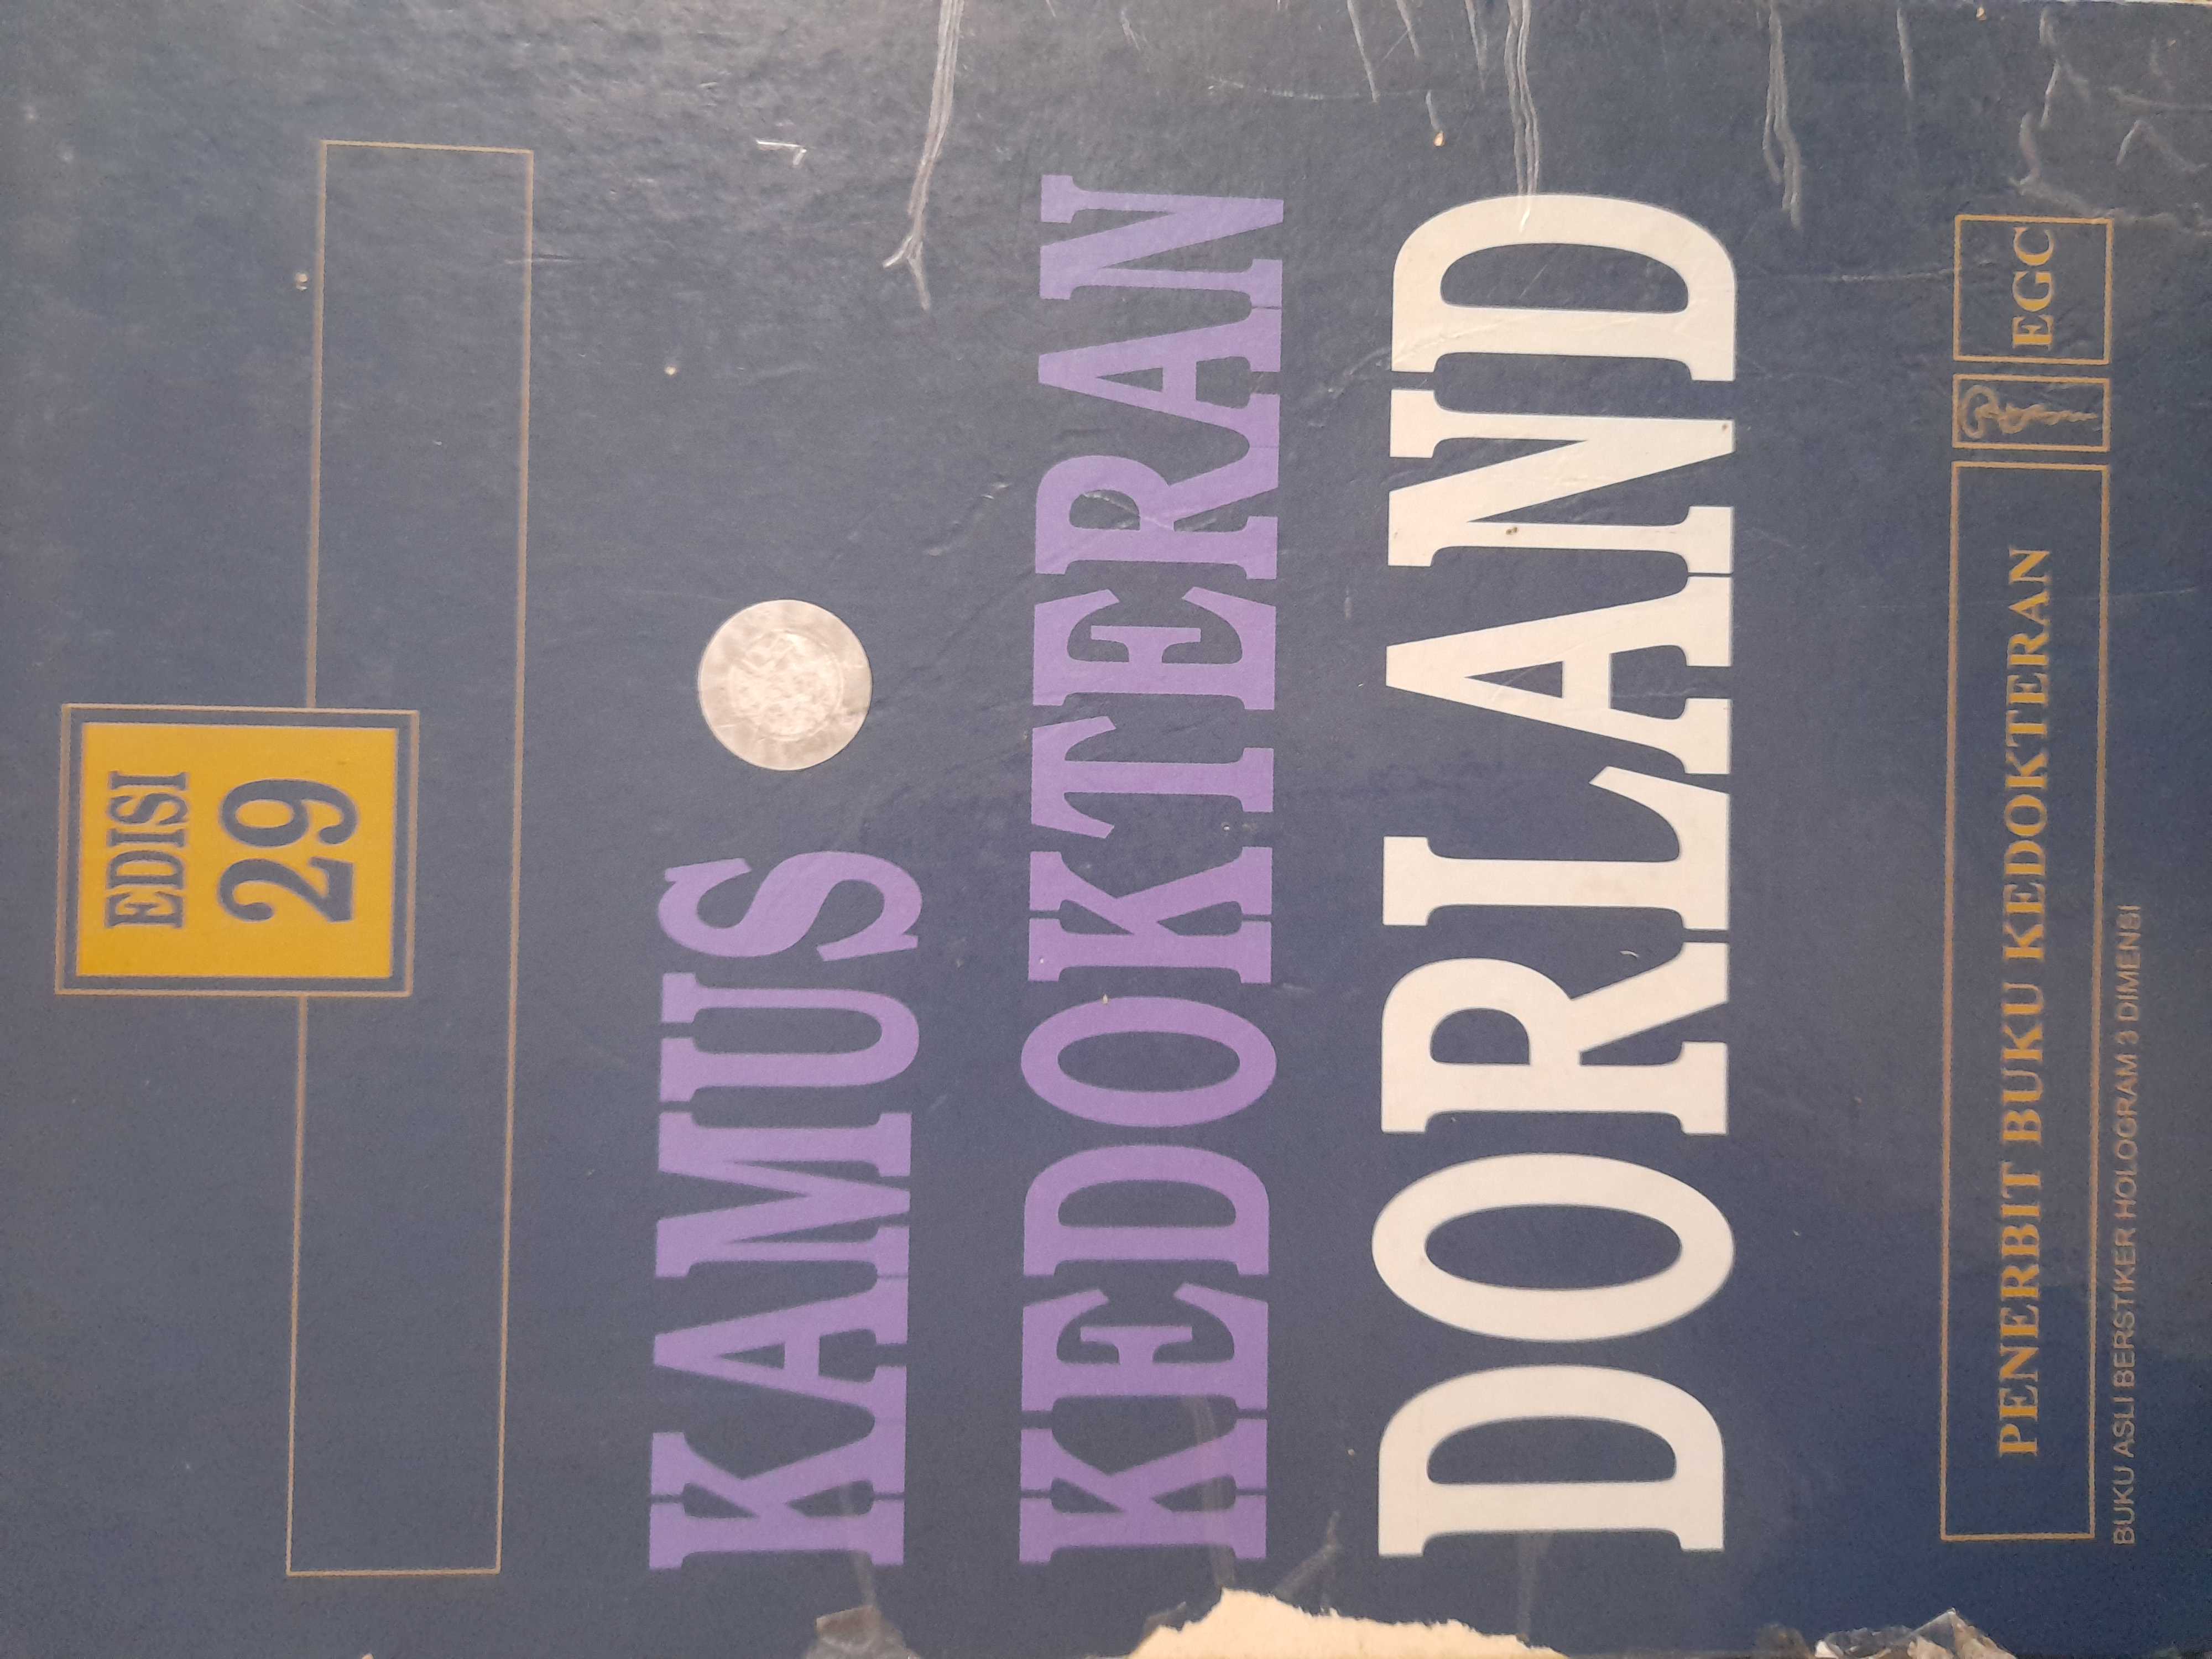 EDISI
29
KAMUS
KEDOKTERAN
DORLAND
PENERBIT BUKU KEDOKTERAN
EGC
BUKU ASLI BERSTIKER HOLOGRAM 3 DIMENSI